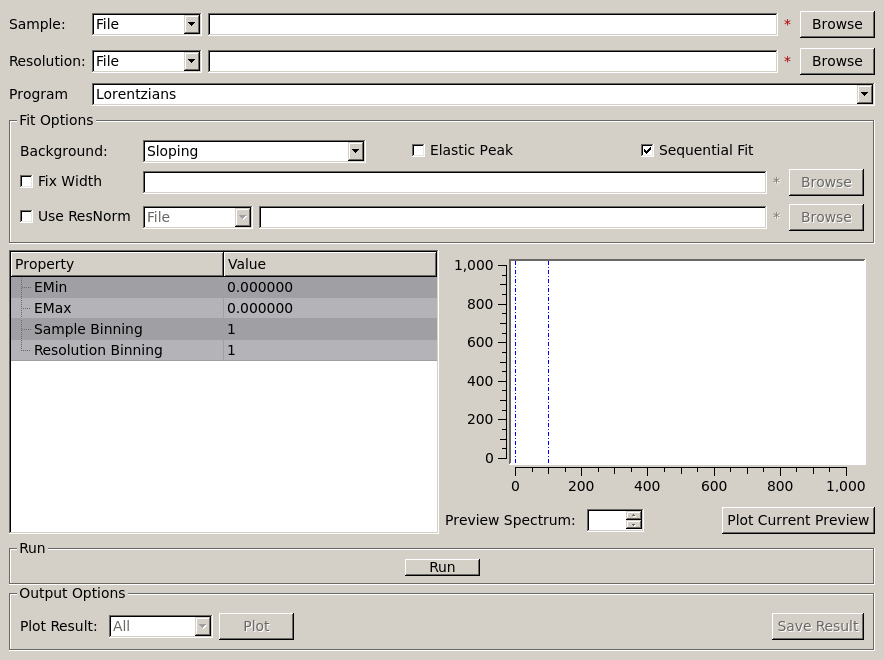 Sample: File * Browse
Resolution: File * Browse
Program Lorentzians
Fit Options
Background: Sloping Elastic Peak Sequential Fit
Fix Width * Browse
Use ResNorm File * Browse
Property Value
EMin 0.000000
EMax 0.000000
Sample Binning 1
Resolution Binning 1
1,000
800
600
400
200
0
0 200 400 600 800 1,000
Preview Spectrum: Plot Current Preview
Run
Run
Output Options
Plot Result: All Plot Save Result